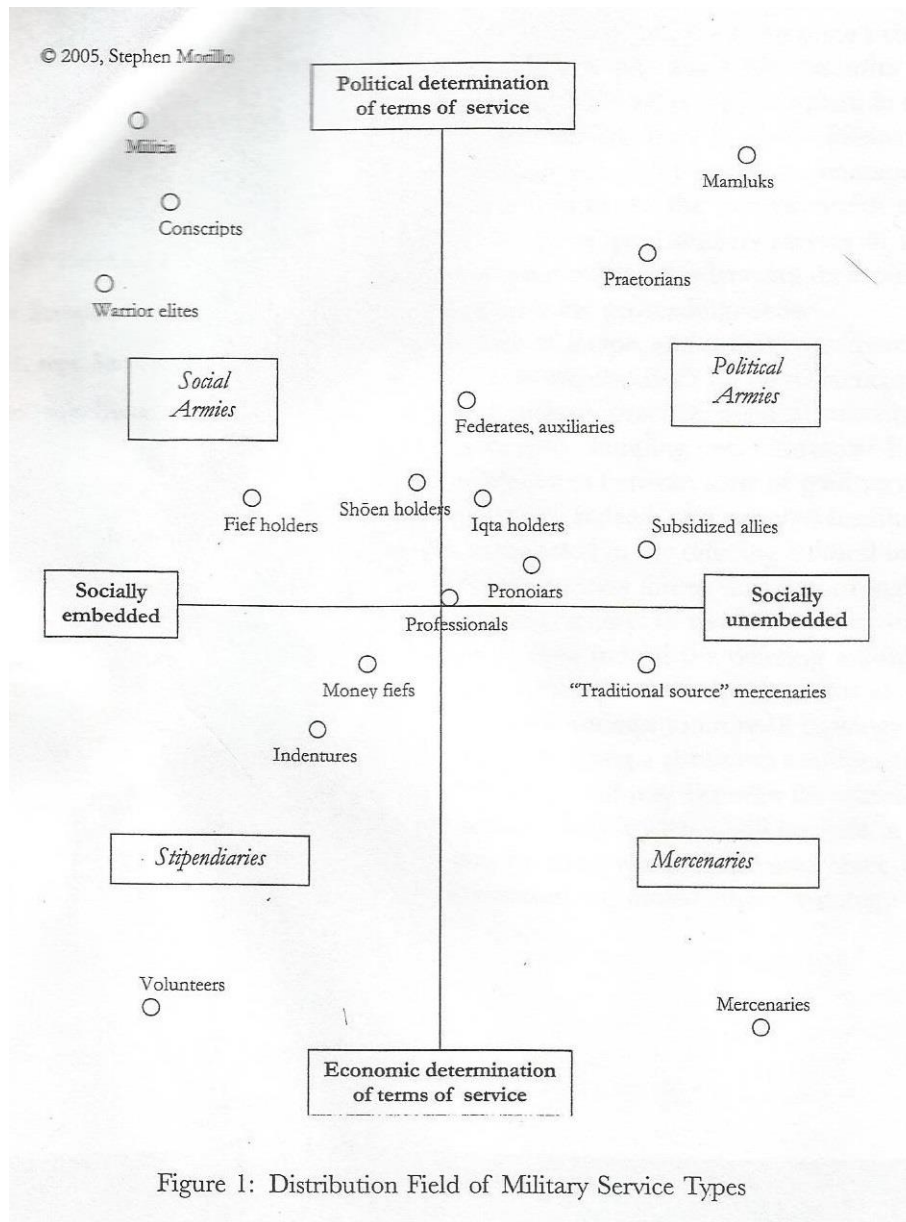 © 2005, Stephen Morillo
Political determination
of terms of service
Militia
Mamluks
Conscripts
Praetorians
Warrior elites
Social
Armies
Political
Armies
Federates, auxiliaries
Shōen holders
Fief holders
Iqta holders
Subsidized allies
Pronoiars
Socially
embedded
Socially
unembedded
Professionals
Money fiefs
"Traditional source" mercenaries
Indentures
Stipendiaries
Mercenaries
Volunteers
Mercenaries
Economic determination
of terms of service
Figure 1: Distribution Field of Military Service Types